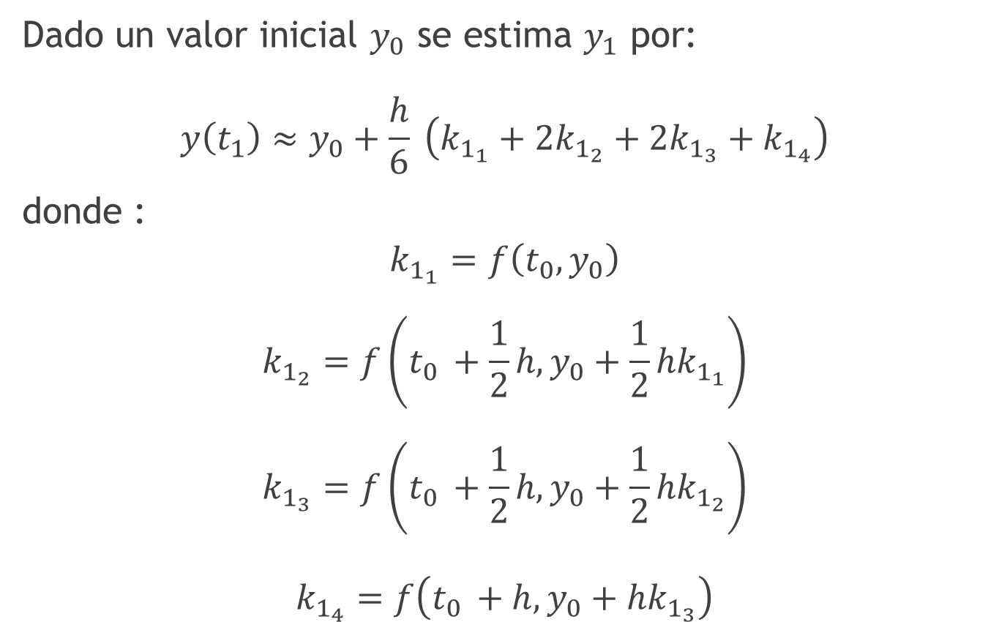 Dado un valor inicial $y_0$ se estima $y_1$ por:
$y(t_1) \approx y_0 + \frac{h}{6} \left( k_{1_1} + 2k_{1_2} + 2k_{1_3} + k_{1_4} \right)$
donde :
$k_{1_1} = f(t_0, y_0)$
$k_{1_2} = f\left( t_0 + \frac{1}{2}h, y_0 + \frac{1}{2}hk_{1_1} \right)$
$k_{1_3} = f\left( t_0 + \frac{1}{2}h, y_0 + \frac{1}{2}hk_{1_2} \right)$
$k_{1_4} = f\left( t_0 + h, y_0 + hk_{1_3} \right)$